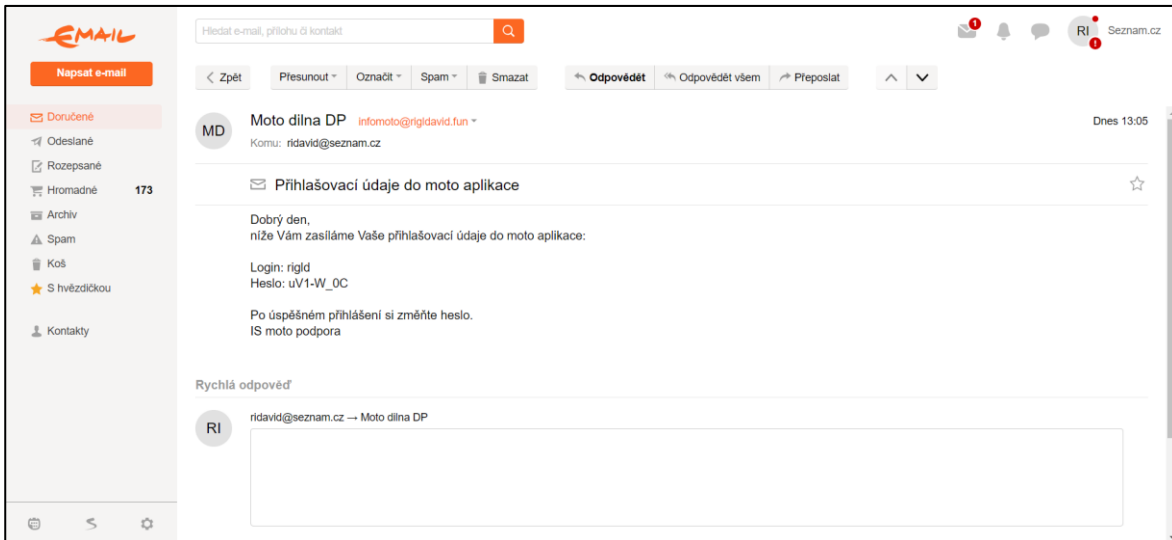 EMAIL
Hledat e-mail, přílohu či kontakt
1
RI
!
Seznam.cz
Napsat e-mail
Zpět
Přesunout
Označit
Spam
Smazat
Odpovědět
Odpovědět všem
Přeposlat
Doručené
Odeslané
Rozepsané
Hromadné 173
Archiv
Spam
Koš
S hvězdičkou
Kontakty
MD
Moto dilna DP infomoto@rigldavid.fun
Dnes 13:05
Komu: ridavid@seznam.cz
Přihlašovací údaje do moto aplikace
Dobrý den,
níže Vám zasíláme Vaše přihlašovací údaje do moto aplikace:
Login: rigld
Heslo: uV1-W_0C
Po úspěšném přihlášení si změňte heslo.
IS moto podpora
Rychlá odpověď
RI
ridavid@seznam.cz → Moto dilna DP